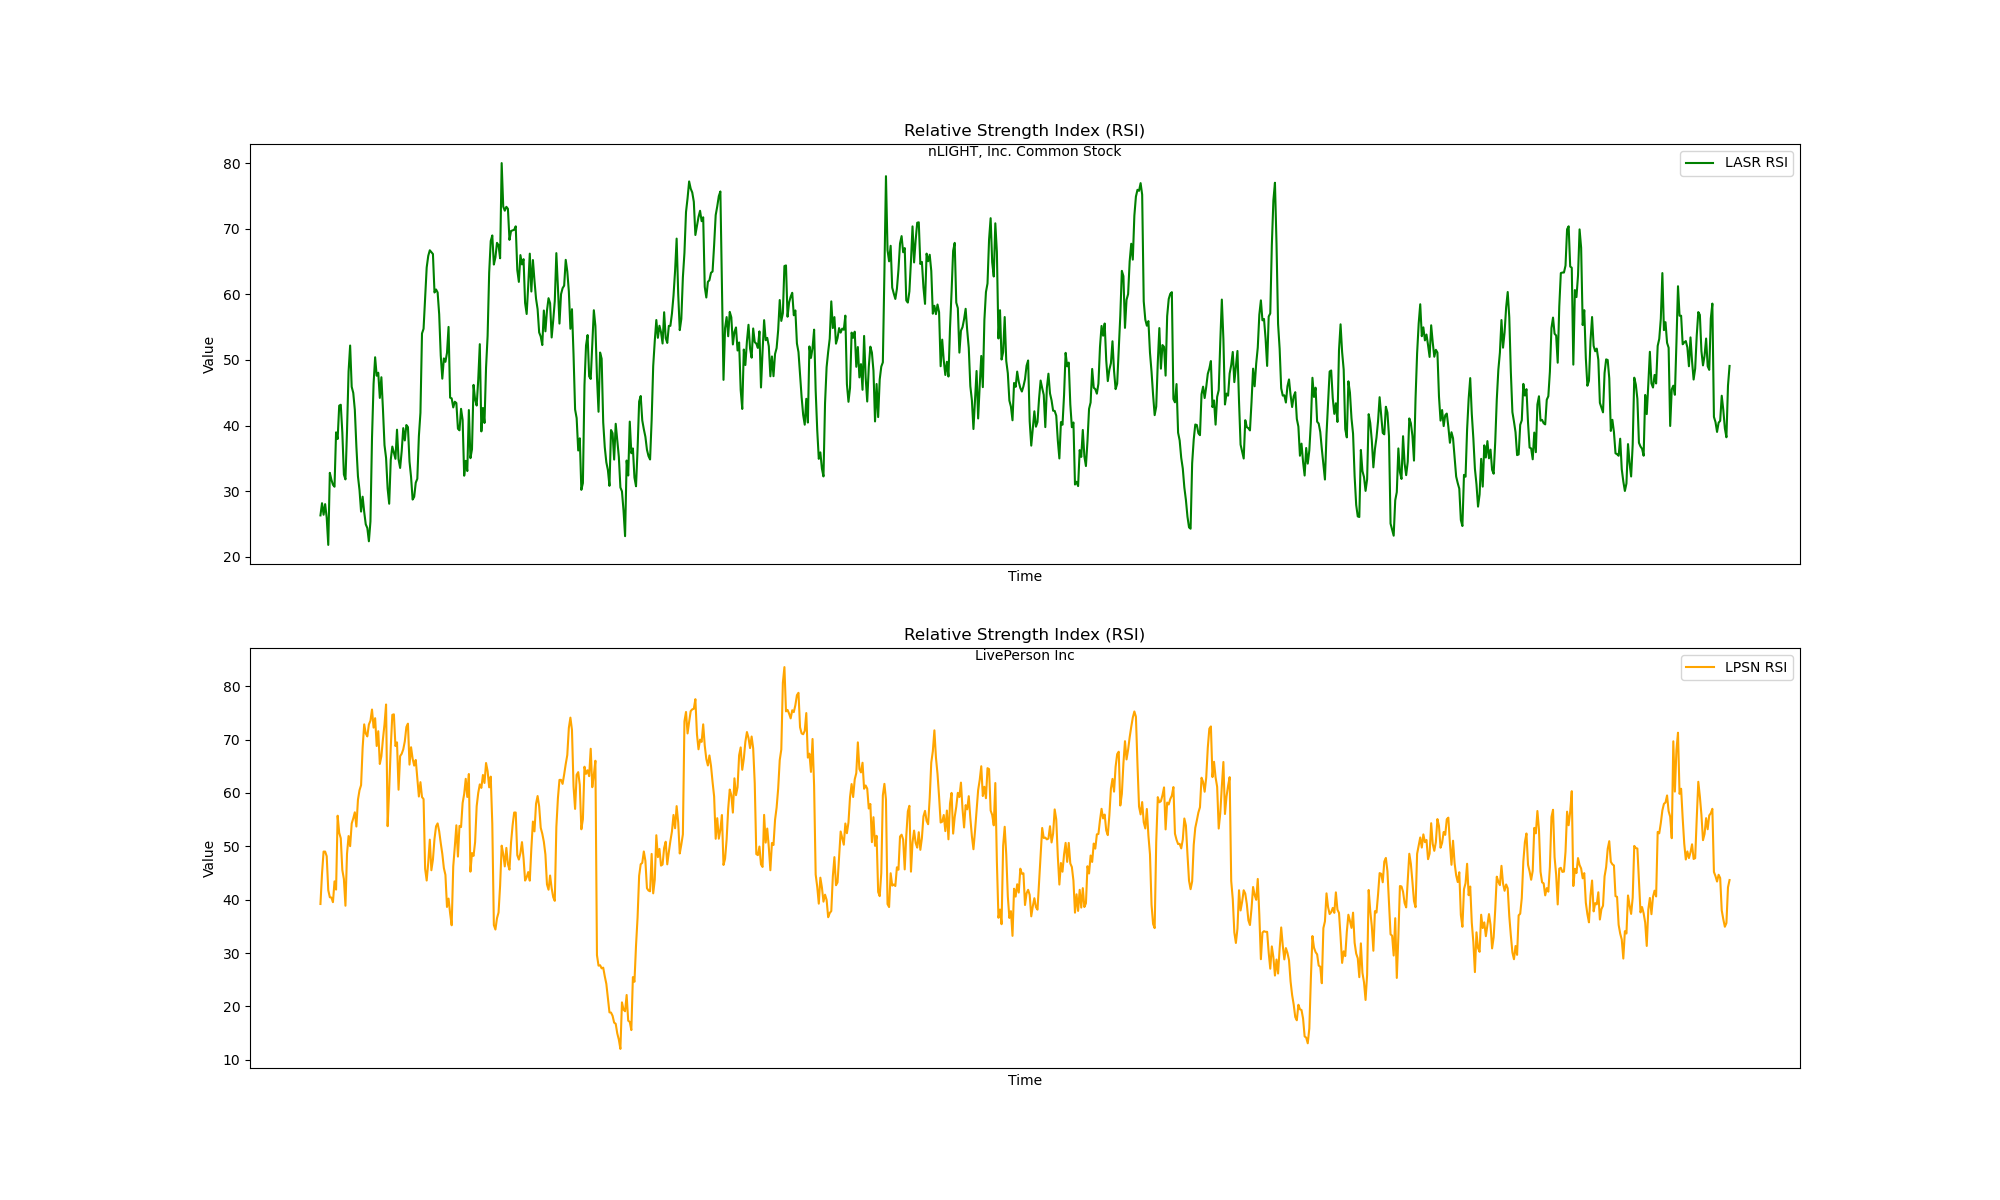 Relative Strength Index (RSI)
nLIGHT, Inc. Common Stock
LASR RSI
80
70
60
50
40
30
20
Value
Time
Relative Strength Index (RSI)
LivePerson Inc
LPSN RSI
80
70
60
50
40
30
20
10
Value
Time